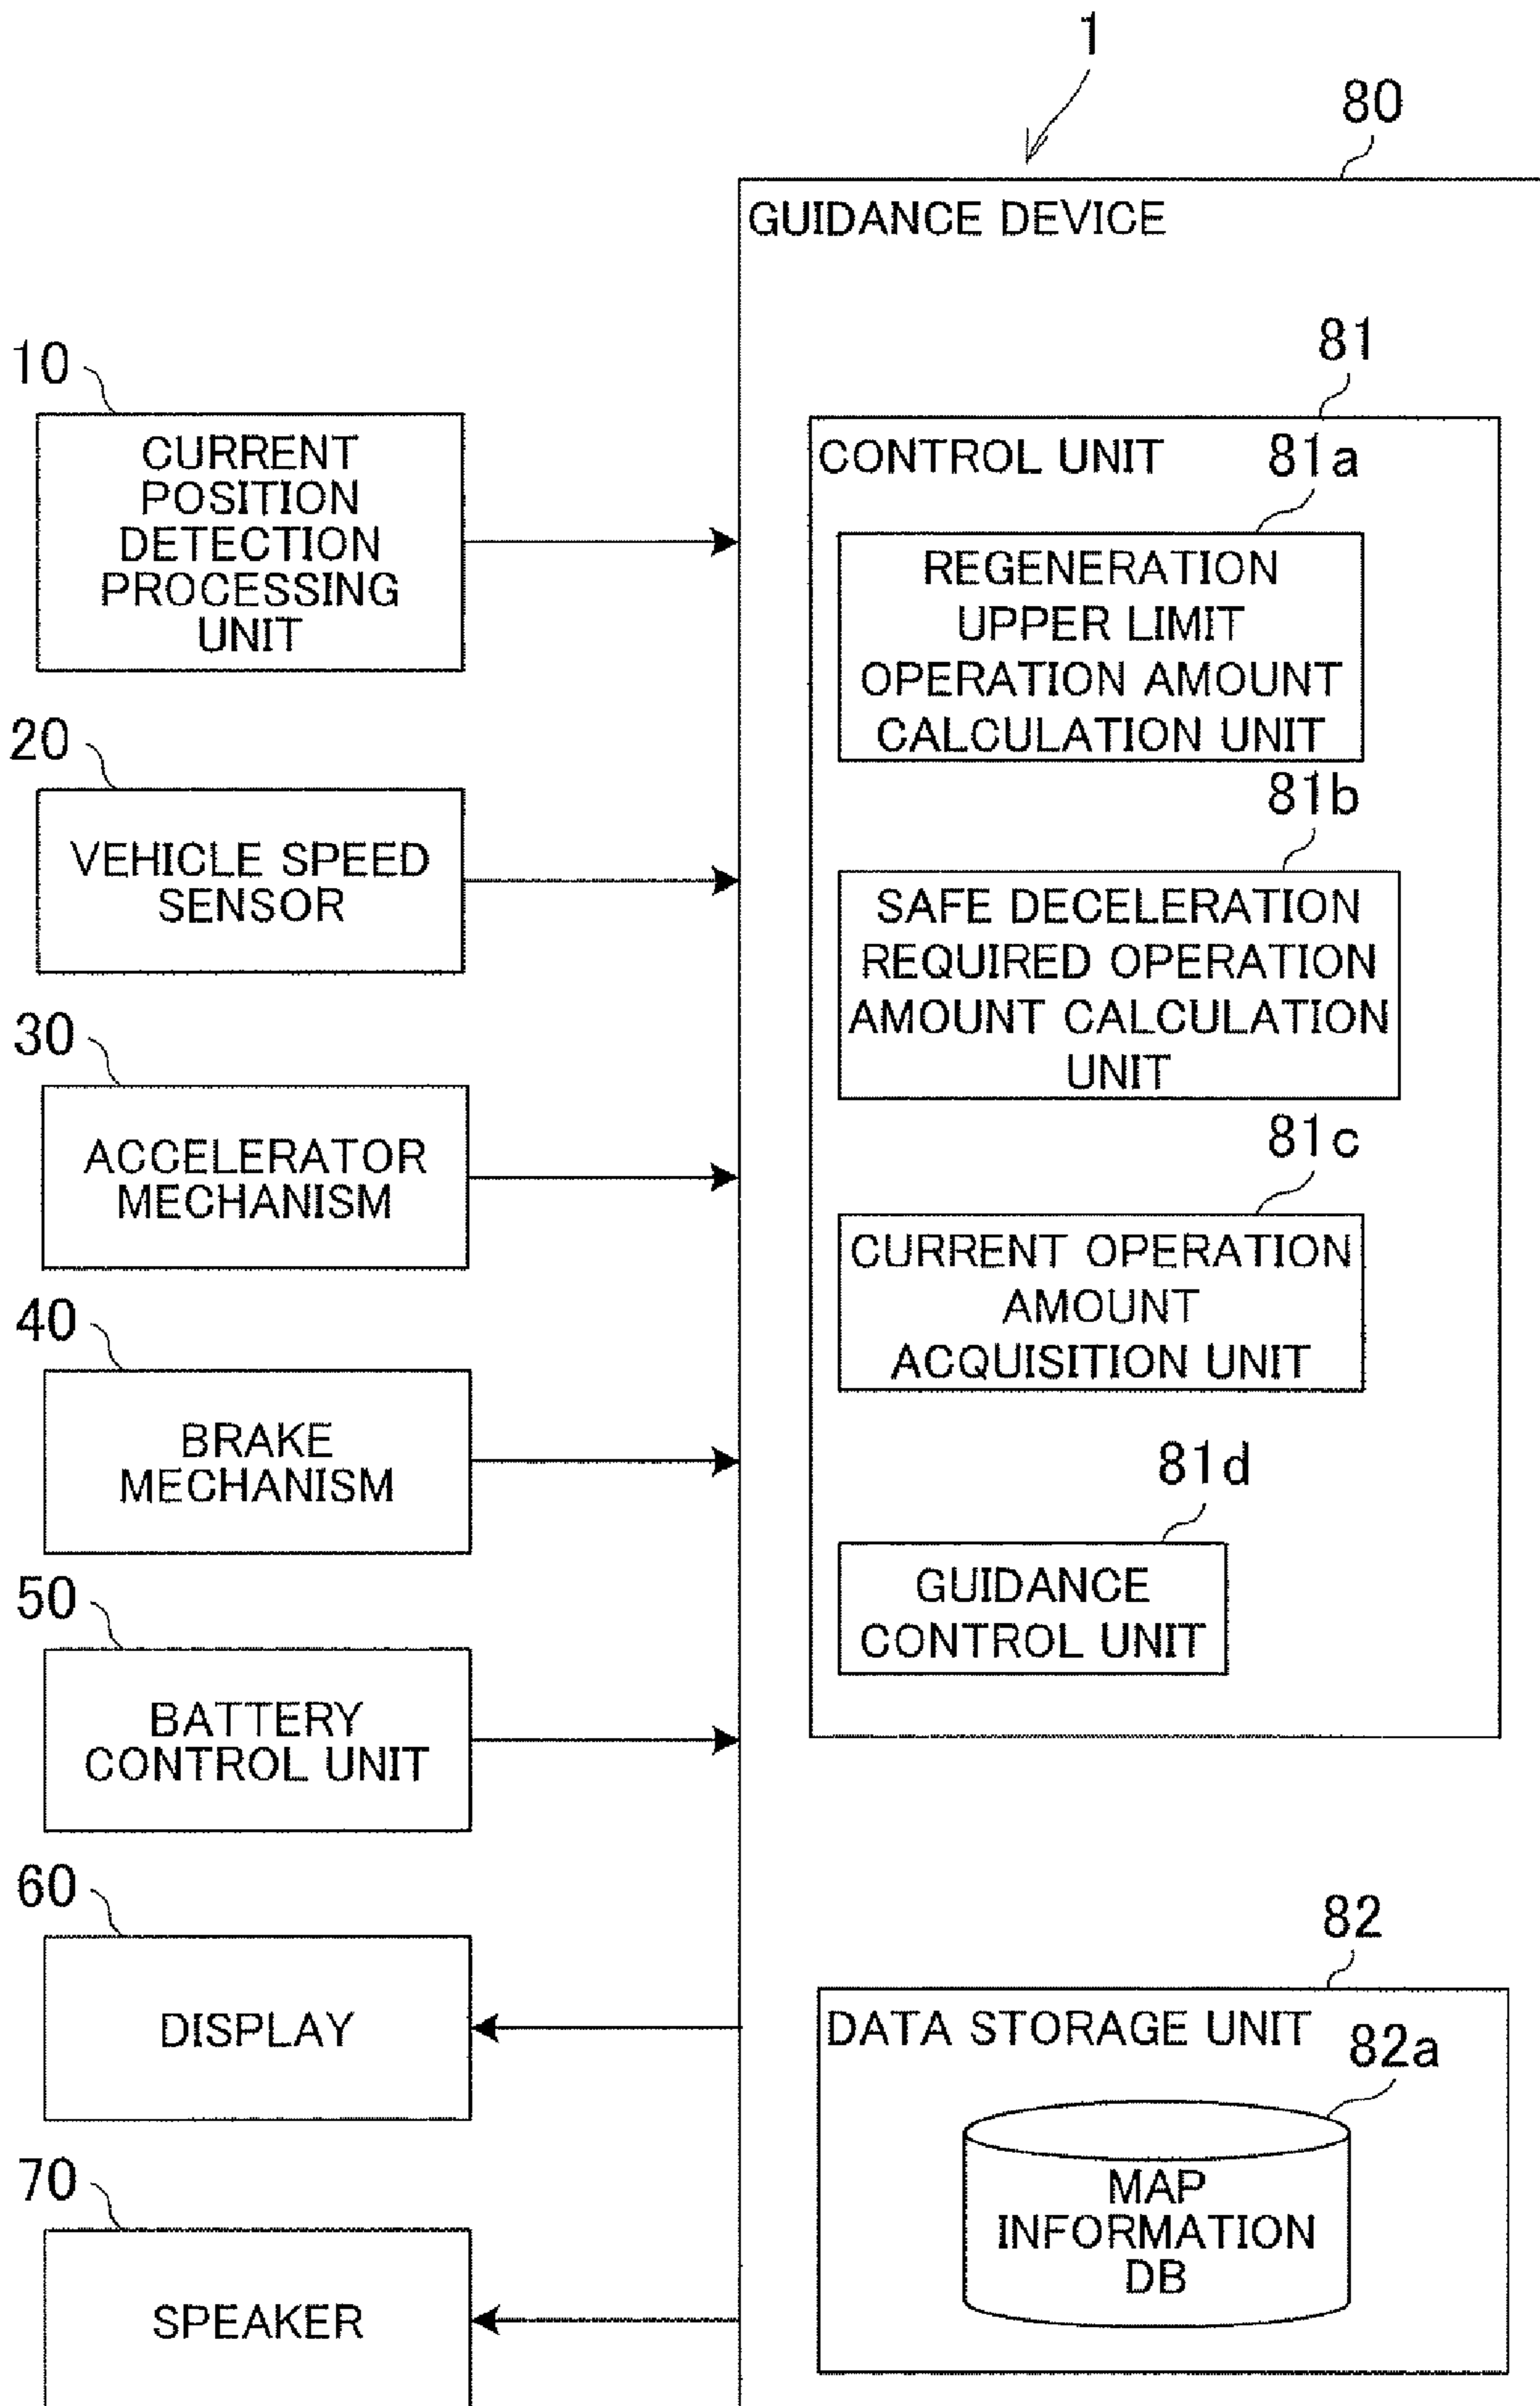 1
80
GUIDANCE DEVICE
10
CURRENT
POSITION
DETECTION
PROCESSING
UNIT
20
VEHICLE SPEED
SENSOR
30
ACCELERATOR
MECHANISM
40
BRAKE
MECHANISM
50
BATTERY
CONTROL UNIT
60
DISPLAY
70
SPEAKER
81
CONTROL UNIT
81a
REGENERATION
UPPER LIMIT
OPERATION AMOUNT
CALCULATION UNIT
81b
SAFE DECELERATION
REQUIRED OPERATION
AMOUNT CALCULATION
UNIT
81c
CURRENT OPERATION
AMOUNT
ACQUISITION UNIT
81d
GUIDANCE
CONTROL UNIT
82
DATA STORAGE UNIT
82a
MAP
INFORMATION
DB